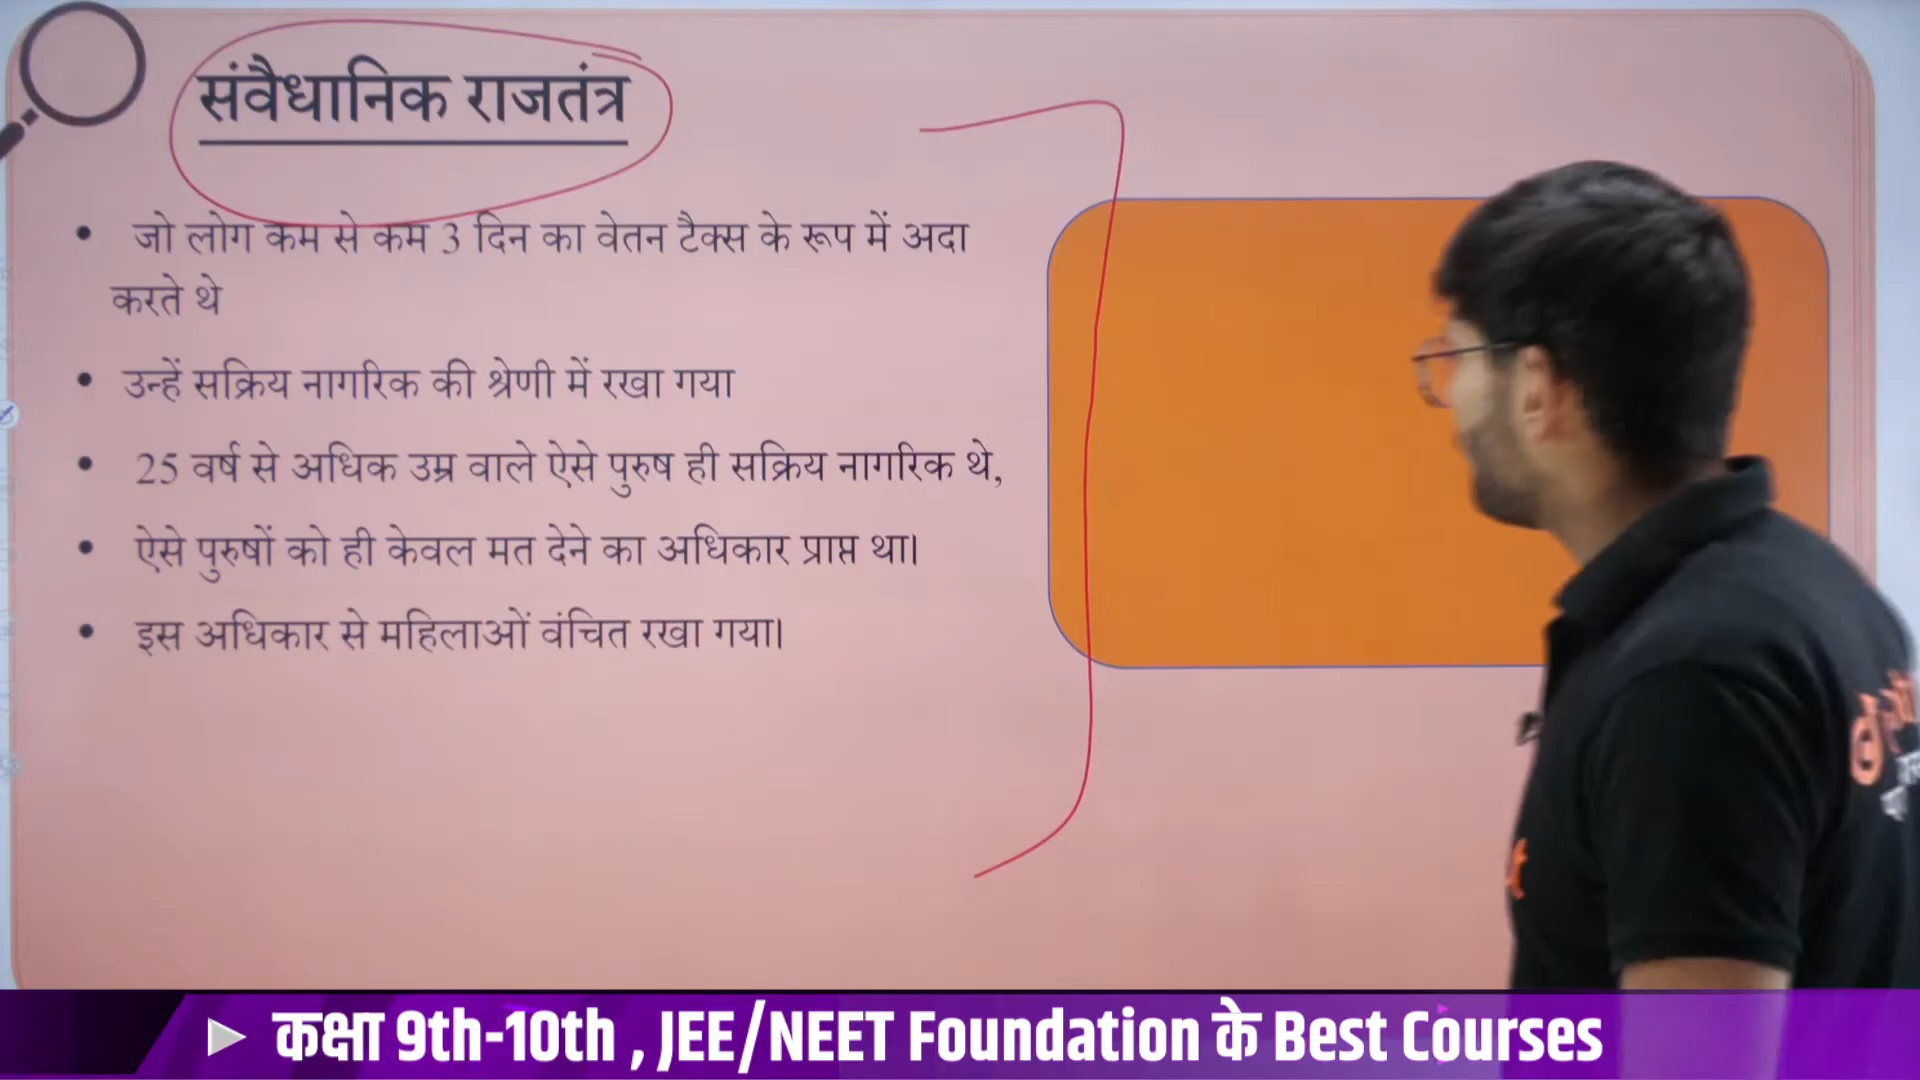 संवैधानिक राजतंत्र
• जो लोग कम से कम 3 दिन का वेतन टैक्स के रूप में अदा
करते थे
• उन्हें सक्रिय नागरिक की श्रेणी में रखा गया
• 25 वर्ष से अधिक उम्र वाले ऐसे पुरुष ही सक्रिय नागरिक थे,
• ऐसे पुरुषों को ही केवल मत देने का अधिकार प्राप्त था।
• इस अधिकार से महिलाओं वंचित रखा गया।
कक्षा 9th-10th , JEE/NEET Foundation के Best Courses